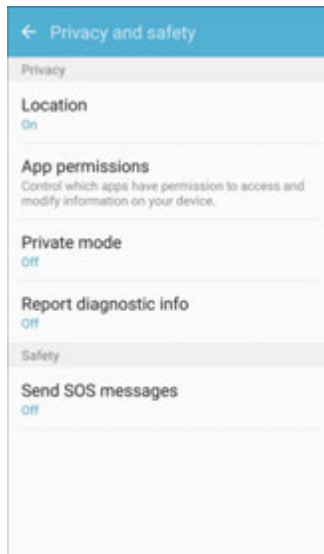 Privacy and safety
Privacy
Location
On
App permissions
Control which apps have permission to access and
modify information on your device.
Private mode
Off
Report diagnostic info
Off
Safety
Send SOS messages
Off